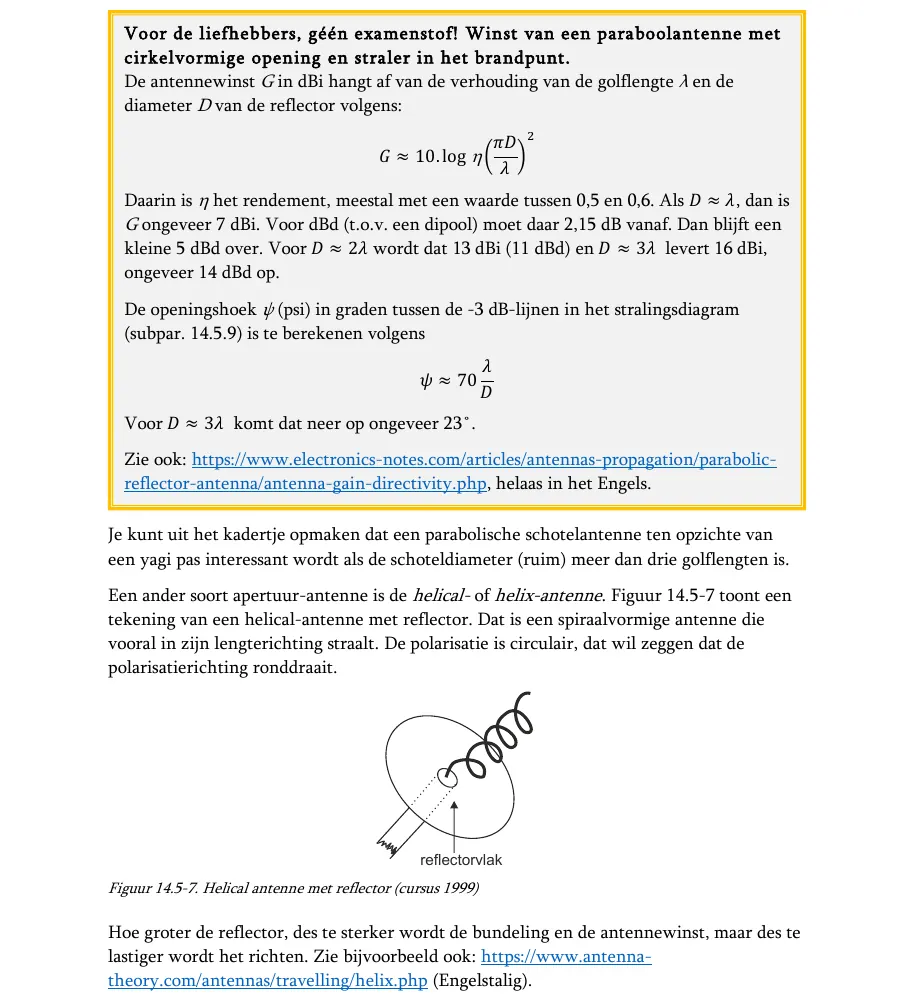 Voor de liefhebbers, géén examenstof! Winst van een paraboolantenne met
cirkelvormige opening en straler in het brandpunt.
De antennewinst G in dBi hangt af van de verhouding van de golflengte λ en de
diameter D van de reflector volgens:
G ≈ 10.log η(πD/λ)²
Daarin is η het rendement, meestal met een waarde tussen 0,5 en 0,6. Als D ≈ λ, dan is
G ongeveer 7 dBi. Voor dBd (t.o.v. een dipool) moet daar 2,15 dB vanaf. Dan blijft een
kleine 5 dBd over. Voor D ≈ 2λ wordt dat 13 dBi (11 dBd) en D ≈ 3λ levert 16 dBi,
ongeveer 14 dBd op.
De openingshoek ψ (psi) in graden tussen de -3 dB-lijnen in het stralingsdiagram
(subpar. 14.5.9) is te berekenen volgens
ψ ≈ 70 λ/D
Voor D ≈ 3λ komt dat neer op ongeveer 23°.
Zie ook: https://www.electronics-notes.com/articles/antennas-propagation/parabolic-
reflector-antenna/antenna-gain-directivity.php, helaas in het Engels.
Je kunt uit het kadertje opmaken dat een parabolische schotelantenne ten opzichte van
een yagi pas interessant wordt als de schoteldiameter (ruim) meer dan drie golflengten is.
Een ander soort apertuur-antenne is de helical- of helix-antenne. Figuur 14.5-7 toont een
tekening van een helical-antenne met reflector. Dat is een spiraalvormige antenne die
vooral in zijn lengterichting straalt. De polarisatie is circulair, dat wil zeggen dat de
polarisatierichting ronddraait.
reflectorvlak
Figuur 14.5-7. Helical antenne met reflector (cursus 1999)
Hoe groter de reflector, des te sterker wordt de bundeling en de antennewinst, maar des te
lastiger wordt het richten. Zie bijvoorbeeld ook: https://www.antenna-
theory.com/antennas/travelling/helix.php (Engelstalig).